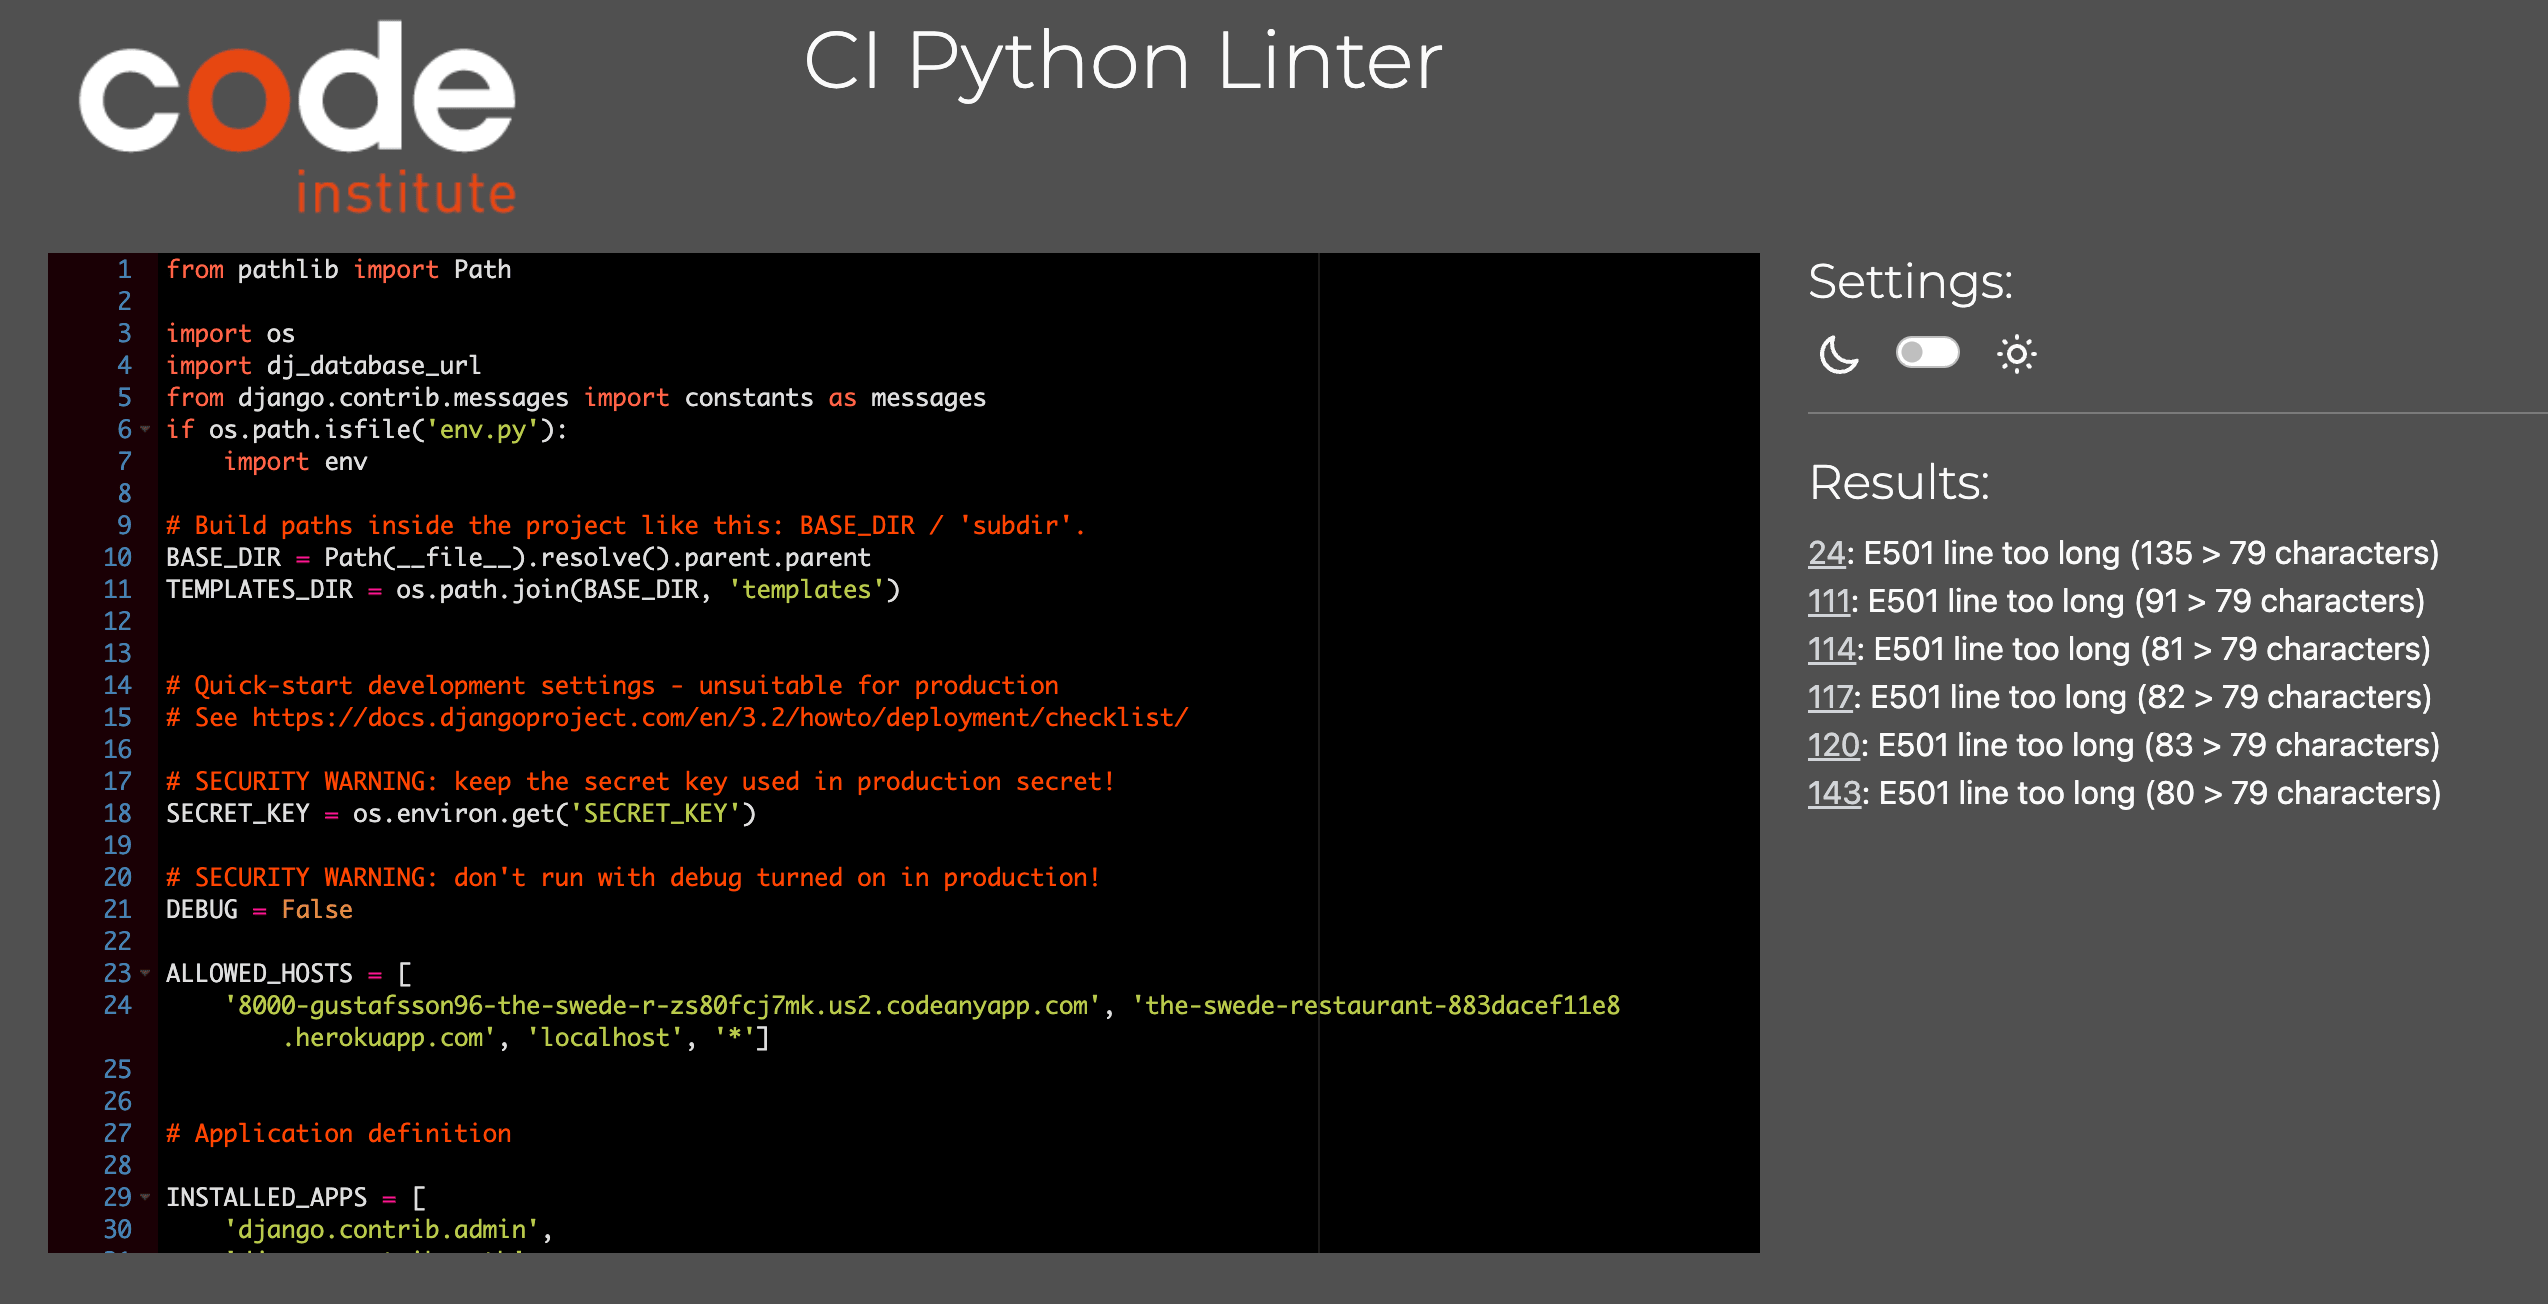 code
institute
CI Python Linter
1 from pathlib import Path
2
3 import os
4 import dj_database_url
5 from django.contrib.messages import constants as messages
6 if os.path.isfile('env.py'):
7     import env
8
9 # Build paths inside the project like this: BASE_DIR / 'subdir'.
10 BASE_DIR = Path(__file__).resolve().parent.parent
11 TEMPLATES_DIR = os.path.join(BASE_DIR, 'templates')
12
13
14 # Quick-start development settings - unsuitable for production
15 # See https://docs.djangoproject.com/en/3.2/howto/deployment/checklist/
16
17 # SECURITY WARNING: keep the secret key used in production secret!
18 SECRET_KEY = os.environ.get('SECRET_KEY')
19
20 # SECURITY WARNING: don't run with debug turned on in production!
21 DEBUG = False
22
23 ALLOWED_HOSTS = [
24     '8000-gustafsson96-the-swede-r-zs80fcj7mk.us2.codeanyapp.com', 'the-swede-restaurant-883dacef11e8
.herokuapp.com', 'localhost', '*']
25
26
27 # Application definition
28
29 INSTALLED_APPS = [
30     'django.contrib.admin',
Settings:
Results:
24: E501 line too long (135 > 79 characters)
111: E501 line too long (91 > 79 characters)
114: E501 line too long (81 > 79 characters)
117: E501 line too long (82 > 79 characters)
120: E501 line too long (83 > 79 characters)
143: E501 line too long (80 > 79 characters)